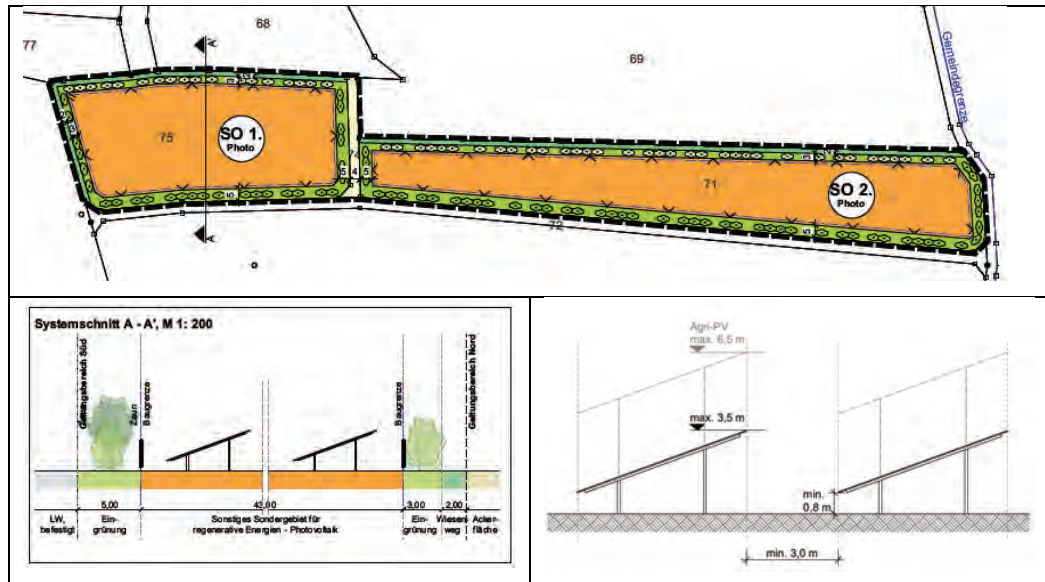 77
68
69
Gemeindegrenze
A
75
SO 1.
Photo
5
4
5
3
71
SO 2.
Photo
5
5
72
Systemschnitt A - A', M 1: 200
Geltungsbereich Süd
Zaun
Baugrenze
Baugrenze
Geltungsbereich Nord
5,00
43,00
3,00
2,00
LW,
befestigt
Ein-
grünung
Sonstiges Sondergebiet für
regenerative Energien - Photovoltaik
Ein-
grünung
Wiesen-
weg
Acker-
fläche
Agri-PV
max. 6,5 m
max. 3,5 m
min.
0,8 m
min. 3,0 m